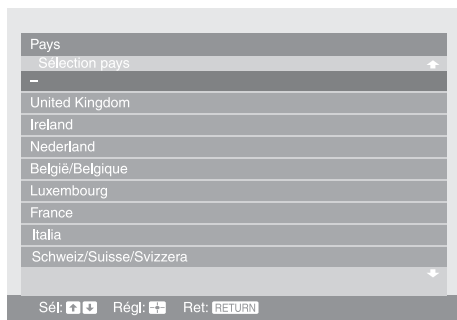 Pays
Sélection pays
–
United Kingdom
Ireland
Nederland
België/Belgique
Luxembourg
France
Italia
Schweiz/Suisse/Svizzera
Sél: Régl: Ret: RETURN